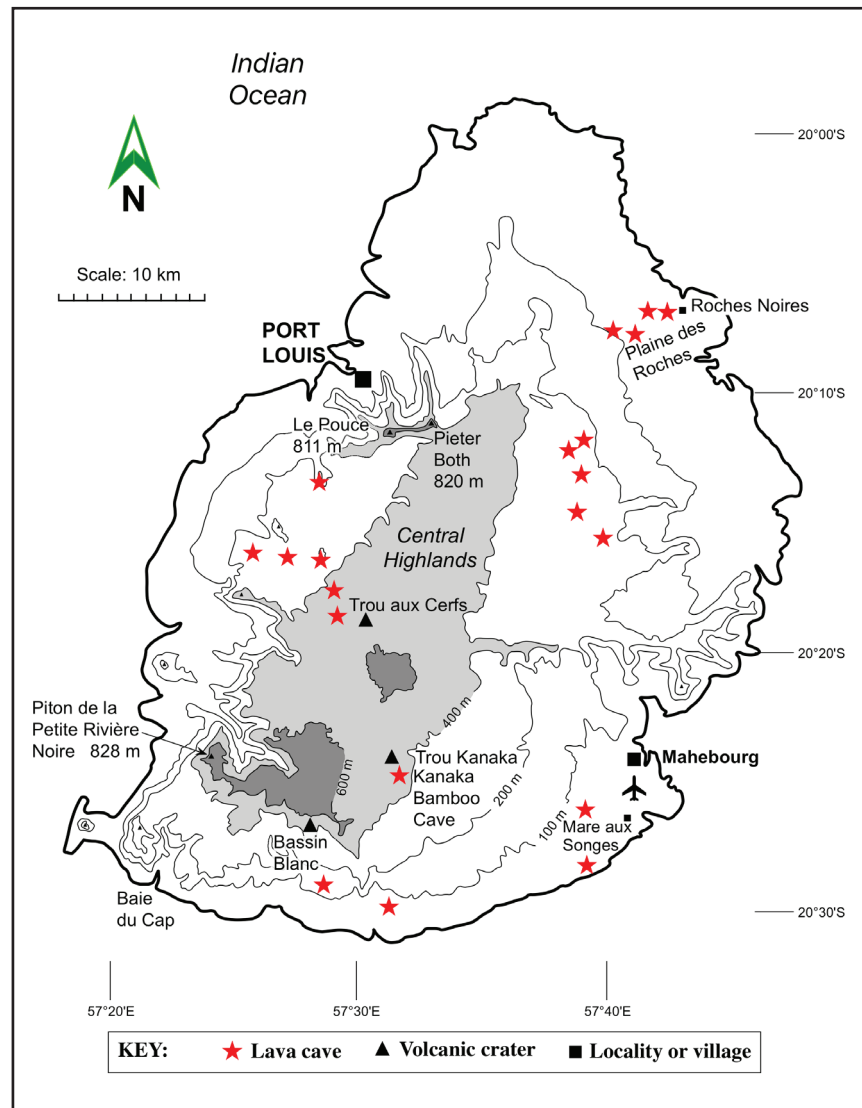 Indian
Ocean
20°00'S
N
Scale: 10 km
Roches Noires
PORT
LOUIS
Plaine des
Roches
20°10'S
Le Pouce
811 m
Pieter
Both
820 m
Central
Highlands
Trou aux Cerfs
20°20'S
Piton de la
Petite Rivière
Noire 828 m
400 m
600 m
200 m
100 m
Trou Kanaka
Kanaka
Bamboo
Cave
Mahebourg
Mare aux
Songes
Bassin
Blanc
Baie
du Cap
20°30'S
57°20'E
57°30'E
57°40'E
KEY: Lava cave Volcanic crater Locality or village